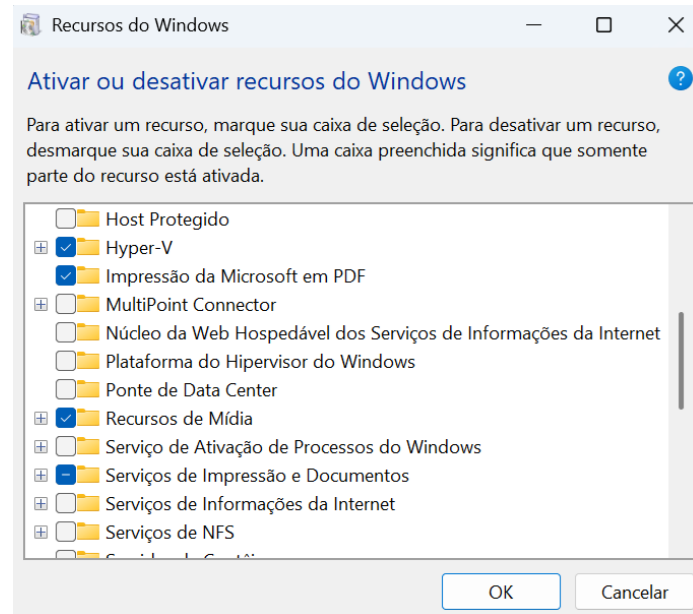 Recursos do Windows
Ativar ou desativar recursos do Windows
?
Para ativar um recurso, marque sua caixa de seleção. Para desativar um recurso,
desmarque sua caixa de seleção. Uma caixa preenchida significa que somente
parte do recurso está ativada.
Host Protegido
Hyper-V
Impressão da Microsoft em PDF
MultiPoint Connector
Núcleo da Web Hospedável dos Serviços de Informações da Internet
Plataforma do Hipervisor do Windows
Ponte de Data Center
Recursos de Mídia
Serviço de Ativação de Processos do Windows
Serviços de Impressão e Documentos
Serviços de Informações da Internet
Serviços de NFS
OK
Cancelar